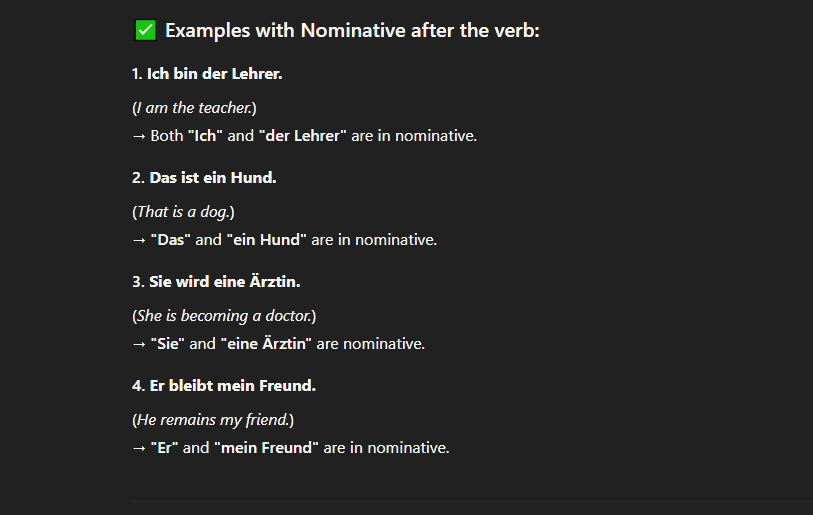 ✅ Examples with Nominative after the verb:
1. Ich bin der Lehrer.
(I am the teacher.)
→ Both "Ich" and "der Lehrer" are in nominative.
2. Das ist ein Hund.
(That is a dog.)
→ "Das" and "ein Hund" are in nominative.
3. Sie wird eine Ärztin.
(She is becoming a doctor.)
→ "Sie" and "eine Ärztin" are nominative.
4. Er bleibt mein Freund.
(He remains my friend.)
→ "Er" and "mein Freund" are in nominative.